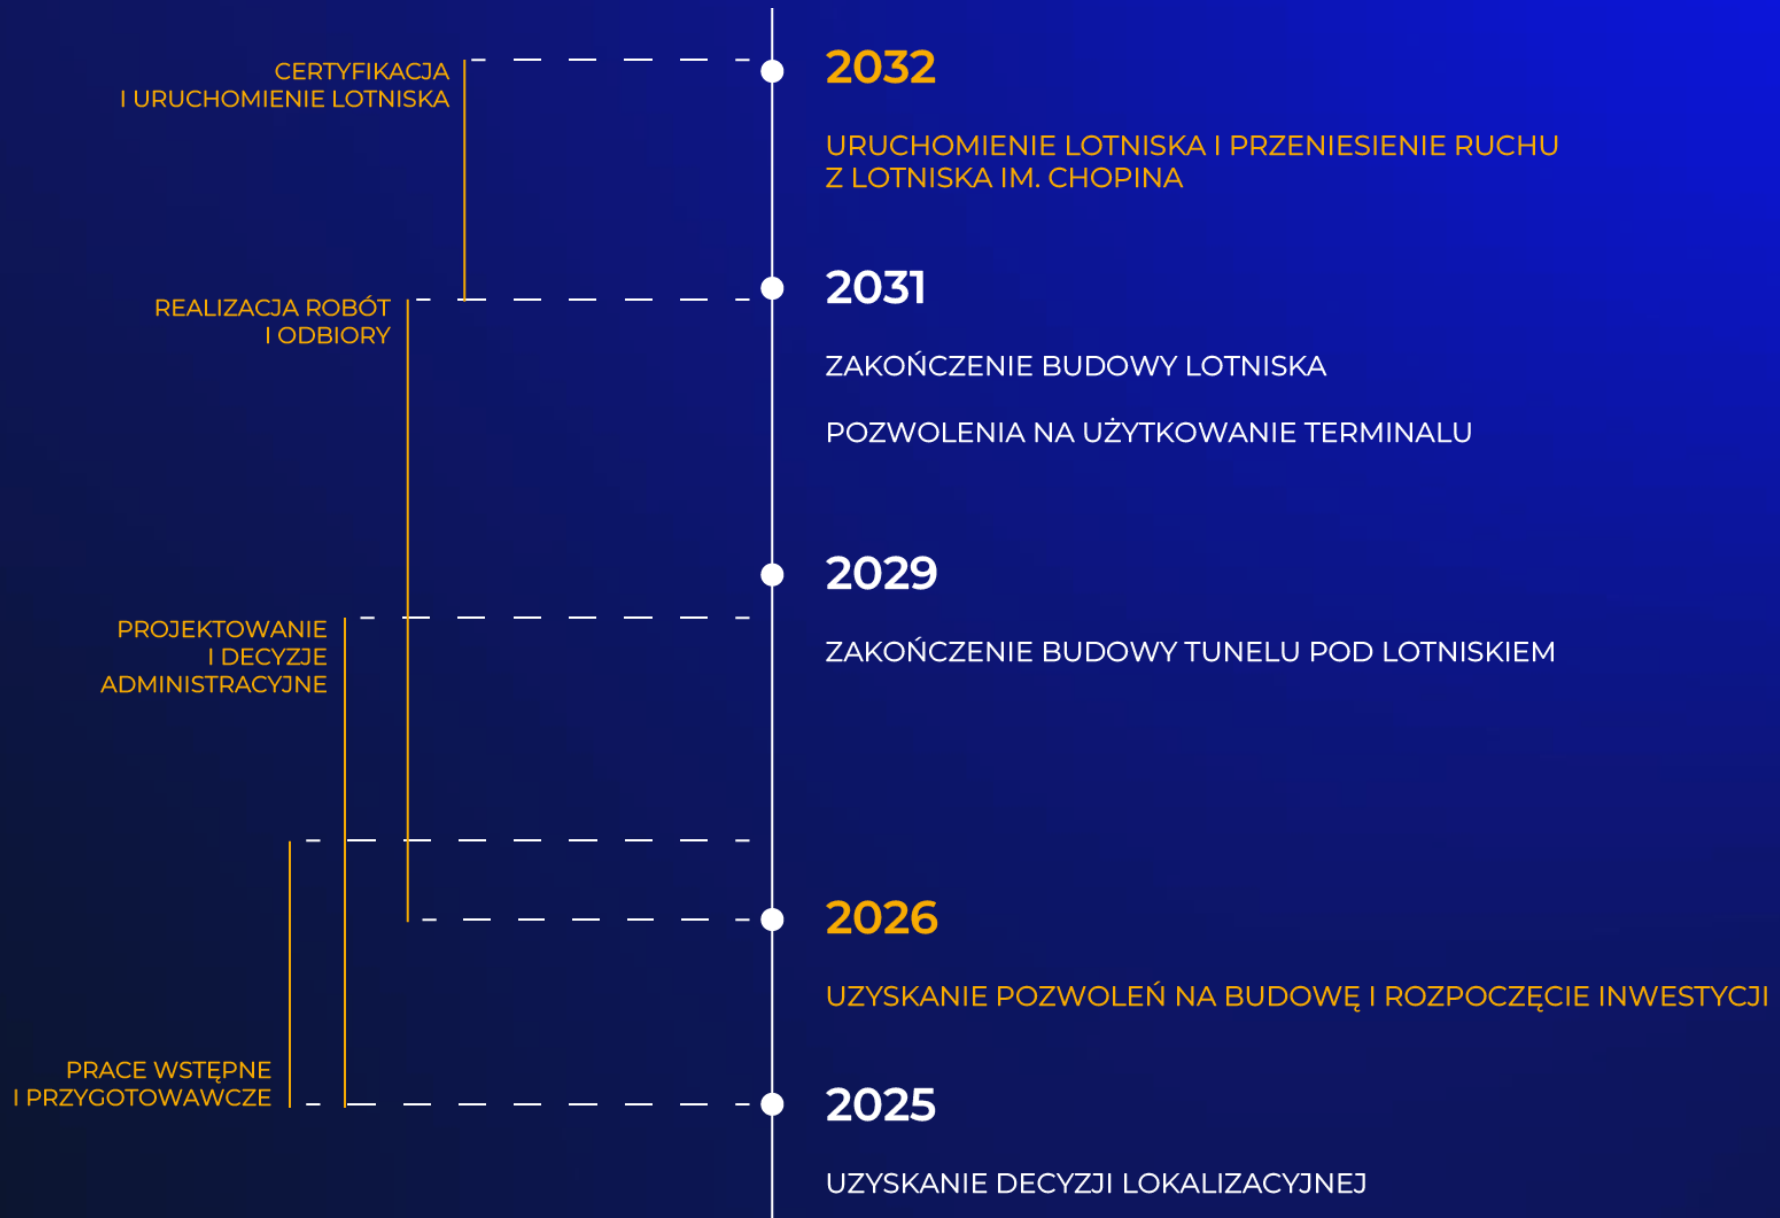 CERTYFIKACJA
I URUCHOMIENIE LOTNISKA
2032
URUCHOMIENIE LOTNISKA I PRZENIESIENIE RUCHU
Z LOTNISKA IM. CHOPINA
REALIZACJA ROBÓT
I ODBIORY
2031
ZAKOŃCZENIE BUDOWY LOTNISKA
POZWOLENIA NA UŻYTKOWANIE TERMINALU
2029
ZAKOŃCZENIE BUDOWY TUNELU POD LOTNISKIEM
PROJEKTOWANIE
I DECYZJE
ADMINISTRACYJNE
2026
UZYSKANIE POZWOLEŃ NA BUDOWĘ I ROZPOCZĘCIE INWESTYCJI
PRACE WSTĘPNE
I PRZYGOTOWAWCZE
2025
UZYSKANIE DECYZJI LOKALIZACYJNEJ